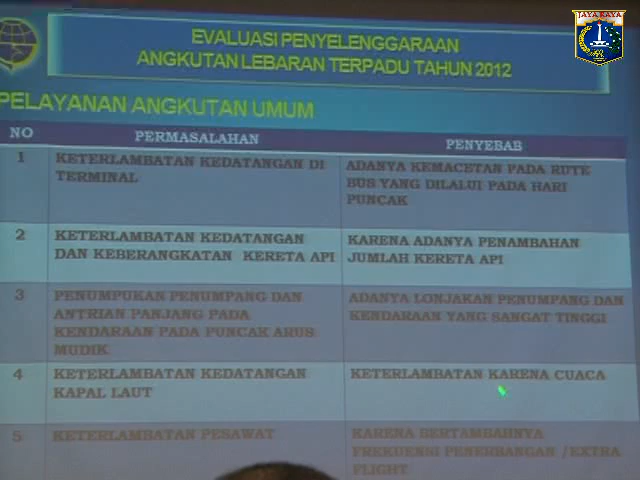 JAYA RAYA
EVALUASI PENYELENGGARAAN
ANGKUTAN LEBARAN TERPADU TAHUN 2012
PELAYANAN ANGKUTAN UMUM
NO PERMASALAHAN PENYEBAB
1 KETERLAMBATAN KEDATANGAN DI
TERMINAL
ADANYA KEMACETAN PADA RUTE
BUS YANG DILALUI PADA HARI
PUNCAK
2 KETERLAMBATAN KEDATANGAN
DAN KEBERANGKATAN KERETA API
KARENA ADANYA PENAMBAHAN
JUMLAH KERETA API
3 PENUMPUKAN PENUMPANG DAN
ANTRIAN PANJANG PADA
KENDARAAN PADA PUNCAK ARUS
MUDIK
ADANYA LONJAKAN PENUMPANG DAN
KENDARAAN YANG SANGAT TINGGI
4 KETERLAMBATAN KEDATANGAN
KAPAL LAUT
KETERLAMBATAN KARENA CUACA
5 KETERLAMBATAN PESAWAT
KARENA BERTAMBAHNYA
FREKUENSI PENERBANGAN /EXTRA
FLIGHT